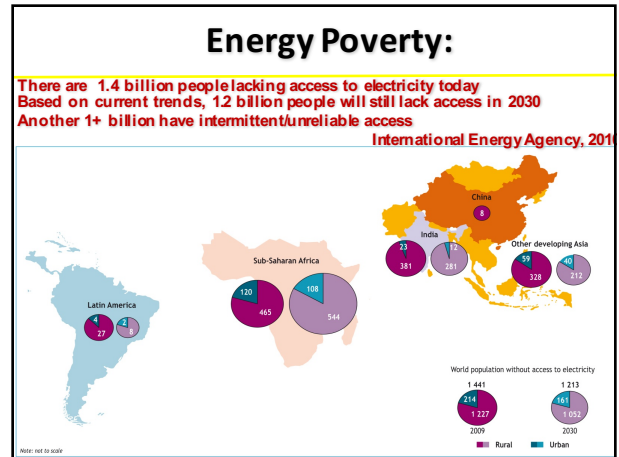 Energy Poverty:
There are 1.4 billion people lacking access to electricity today
Based on current trends, 1.2 billion people will still lack access in 2030
Another 1+ billion have intermittent/unreliable access
International Energy Agency, 2010
China
8
India
23
381
12
281
Other developing Asia
59
328
40
212
Sub-Saharan Africa
120
465
108
544
Latin America
4
27
2
8
World population without access to electricity
1 441
1 213
214
1 227
161
1 052
2009
2030
Rural
Urban
Note: not to scale